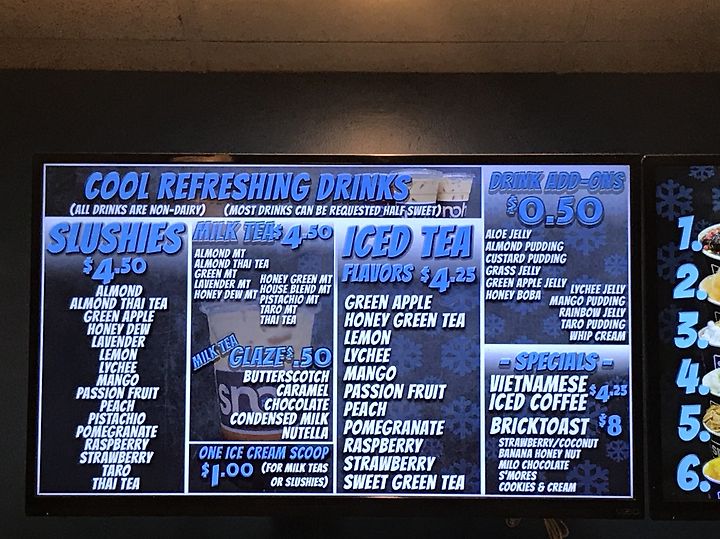 COOL REFRESHING DRINKS
(ALL DRINKS ARE NON-DAIRY) (MOST DRINKS CAN BE REQUESTED HALF SWEET)
SLUSHIES
$4.50
ALMOND
ALMOND THAI TEA
GREEN APPLE
HONEY DEW
LAVENDER
LEMON
LYCHEE
MANGO
PASSION FRUIT
PEACH
PISTACHIO
POMEGRANATE
RASPBERRY
STRAWBERRY
TARO
THAI TEA
MILK TEA $4.50
ALMOND MT
ALMOND THAI TEA
GREEN MT
LAVENDER MT
HONEY DEW MT
HONEY GREEN MT
HOUSE BLEND MT
PISTACHIO MT
TARO MT
THAI TEA
MILK TEA
GLAZE $.50
BUTTERSCOTCH
CARAMEL
CHOCOLATE
CONDENSED MILK
NUTELLA
ONE ICE CREAM SCOOP
$1.00 (FOR MILK TEAS
OR SLUSHIES)
ICED TEA
FLAVORS $4.25
GREEN APPLE
HONEY GREEN TEA
LEMON
LYCHEE
MANGO
PASSION FRUIT
PEACH
POMEGRANATE
RASPBERRY
STRAWBERRY
SWEET GREEN TEA
DRINK ADD-ONS
$0.50
ALOE JELLY
ALMOND PUDDING
CUSTARD PUDDING
GRASS JELLY
GREEN APPLE JELLY
HONEY BOBA
LYCHEE JELLY
MANGO PUDDING
RAINBOW JELLY
TARO PUDDING
WHIP CREAM
- SPECIALS -
VIETNAMESE
ICED COFFEE $4.25
BRICKTOAST $8
STRAWBERRY/COCONUT
BANANA HONEY NUT
MILO CHOCOLATE
S'MORES
COOKIES & CREAM
1.
2.
3.
4.
5.
6.